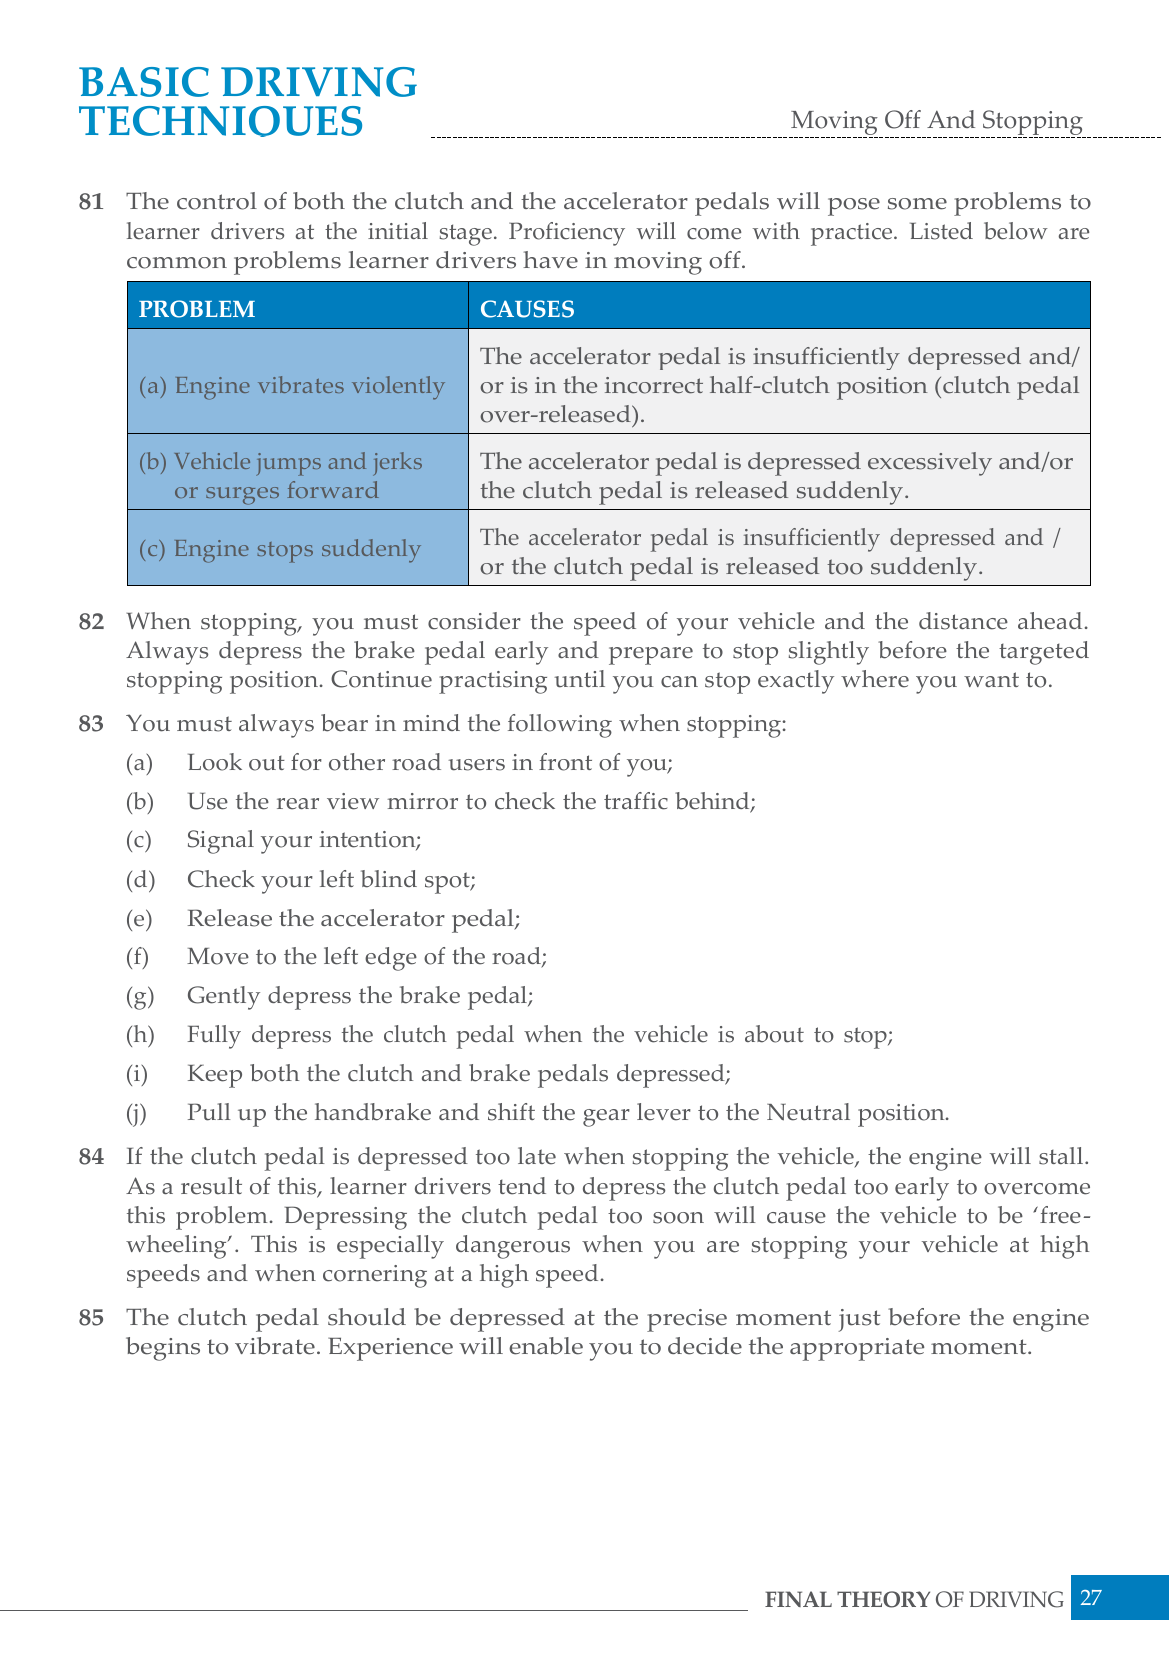 BASIC DRIVING
TECHNIQUES
Moving Off And Stopping
81 The control of both the clutch and the accelerator pedals will pose some problems to
learner drivers at the initial stage. Proficiency will come with practice. Listed below are
common problems learner drivers have in moving off.
PROBLEM CAUSES
(a) Engine vibrates violently
The accelerator pedal is insufficiently depressed and/
or is in the incorrect half-clutch position (clutch pedal
over-released).
(b) Vehicle jumps and jerks
or surges forward
The accelerator pedal is depressed excessively and/or
the clutch pedal is released suddenly.
(c) Engine stops suddenly
The accelerator pedal is insufficiently depressed and /
or the clutch pedal is released too suddenly.
82 When stopping, you must consider the speed of your vehicle and the distance ahead.
Always depress the brake pedal early and prepare to stop slightly before the targeted
stopping position. Continue practising until you can stop exactly where you want to.
83 You must always bear in mind the following when stopping:
(a) Look out for other road users in front of you;
(b) Use the rear view mirror to check the traffic behind;
(c) Signal your intention;
(d) Check your left blind spot;
(e) Release the accelerator pedal;
(f) Move to the left edge of the road;
(g) Gently depress the brake pedal;
(h) Fully depress the clutch pedal when the vehicle is about to stop;
(i) Keep both the clutch and brake pedals depressed;
(j) Pull up the handbrake and shift the gear lever to the Neutral position.
84 If the clutch pedal is depressed too late when stopping the vehicle, the engine will stall.
As a result of this, learner drivers tend to depress the clutch pedal too early to overcome
this problem. Depressing the clutch pedal too soon will cause the vehicle to be ‘free-
wheeling’. This is especially dangerous when you are stopping your vehicle at high
speeds and when cornering at a high speed.
85 The clutch pedal should be depressed at the precise moment just before the engine
begins to vibrate. Experience will enable you to decide the appropriate moment.
FINAL THEORY OF DRIVING 27